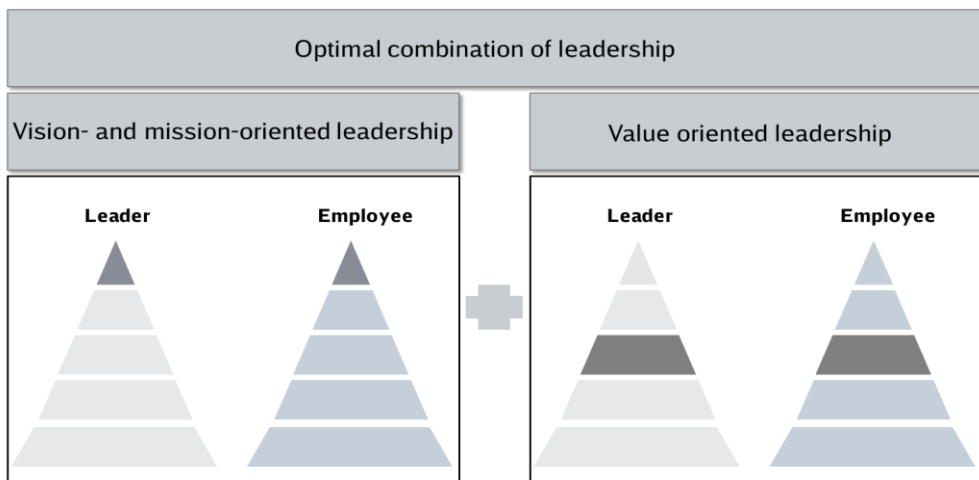 Optimal combination of leadership
Vision- and mission-oriented leadership
Value oriented leadership
Leader
Employee
Leader
Employee